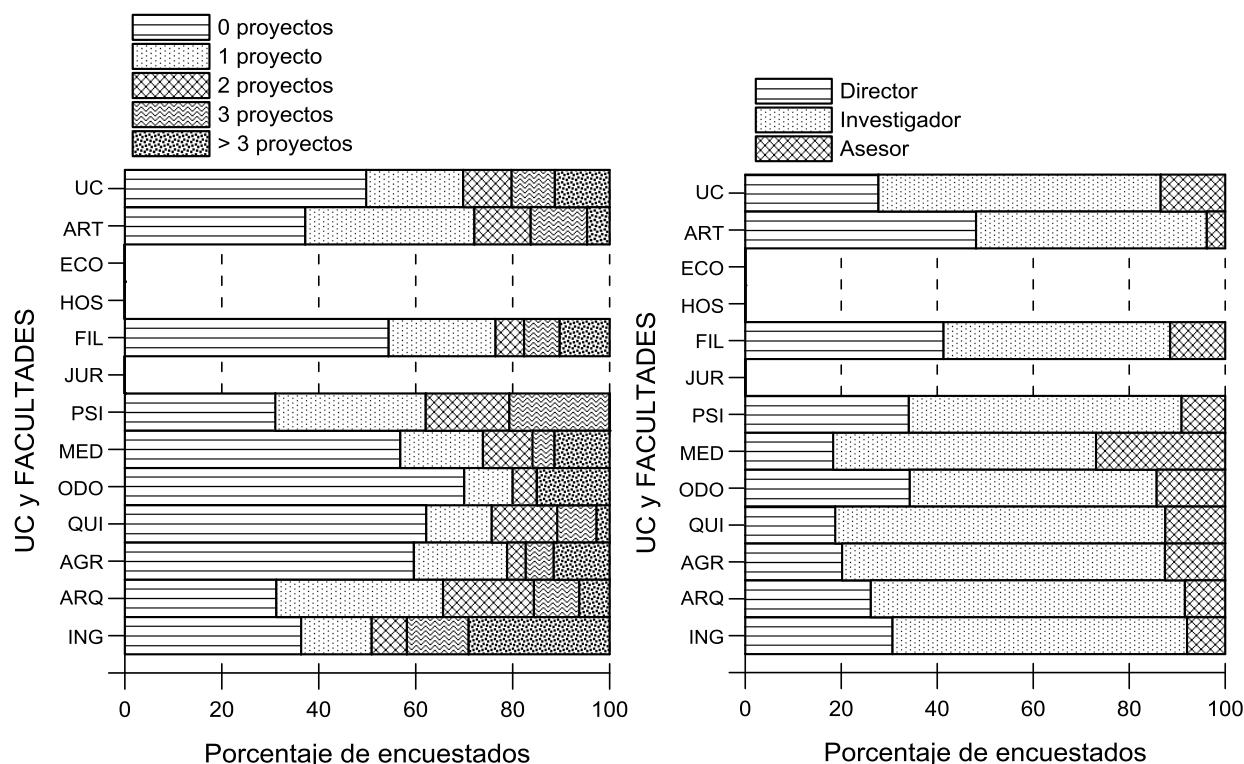 0 proyectos
1 proyecto
2 proyectos
3 proyectos
> 3 proyectos
UC y FACULTADES
UC
ART
ECO
HOS
FIL
JUR
PSI
MED
ODO
QUI
AGR
ARQ
ING
0 20 40 60 80 100
Porcentaje de encuestados
Director
Investigador
Asesor
UC y FACULTADES
UC
ART
ECO
HOS
FIL
JUR
PSI
MED
ODO
QUI
AGR
ARQ
ING
0 20 40 60 80 100
Porcentaje de encuestados